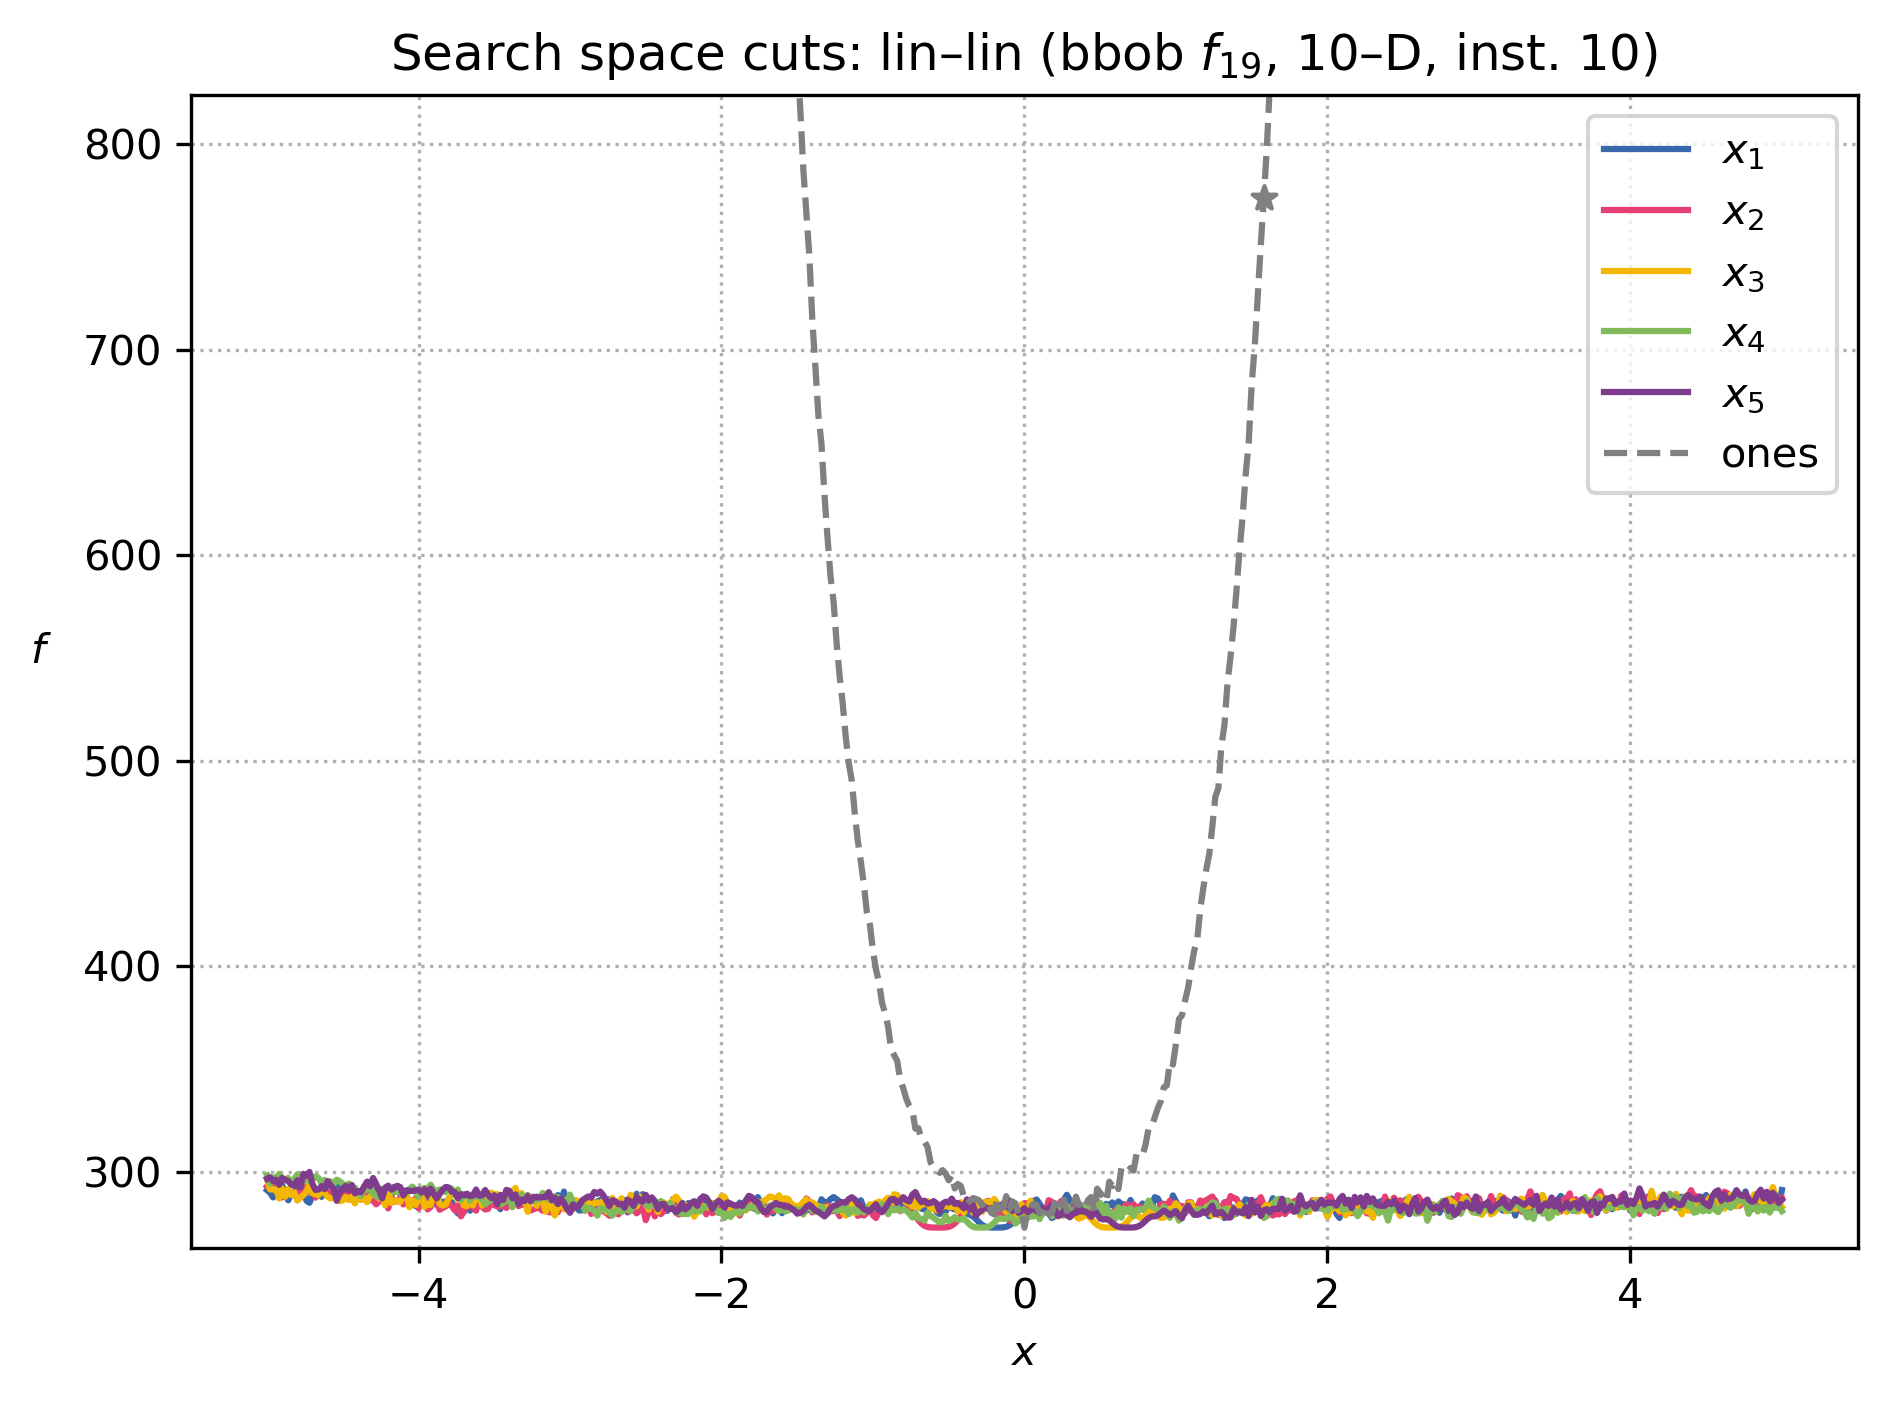 Search space cuts: lin–lin (bbob f₁₉, 10–D, inst. 10)
800
700
600
500
400
300
f
x₁
x₂
x₃
x₄
x₅
ones
−4
−2
0
2
4
x